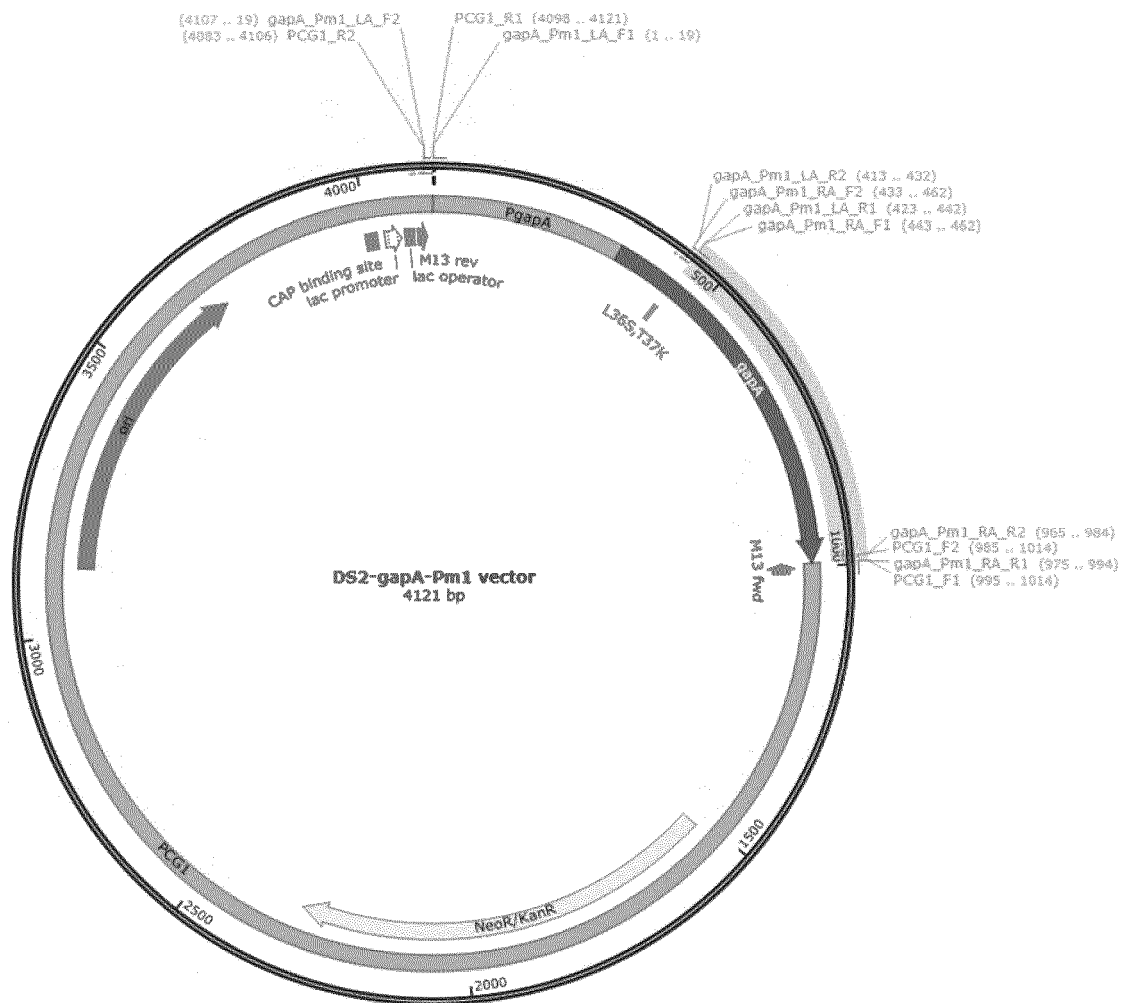 (4107 .. 19) gapA_Pm1_LA_F2
(4083 .. 4106) PCG1_R2
PCG1_R1 (4098 .. 4121)
gapA_Pm1_LA_F1 (1 .. 19)
4000
PgapA
gapA_Pm1_LA_R2 (413 .. 432)
gapA_Pm1_RA_F2 (433 .. 462)
gapA_Pm1_LA_R1 (423 .. 442)
gapA_Pm1_RA_F1 (443 .. 462)
500
CAP binding site
lac promoter
M13 rev
lac operator
L36S,T37K
gapA
3500
ori
1000
gapA_Pm1_RA_R2 (965 .. 984)
PCG1_F2 (985 .. 1014)
gapA_Pm1_RA_R1 (975 .. 994)
PCG1_F1 (995 .. 1014)
M13 fwd
DS2-gapA-Pm1 vector
4121 bp
3000
1500
PCG1
NeoR/KanR
2500
2000